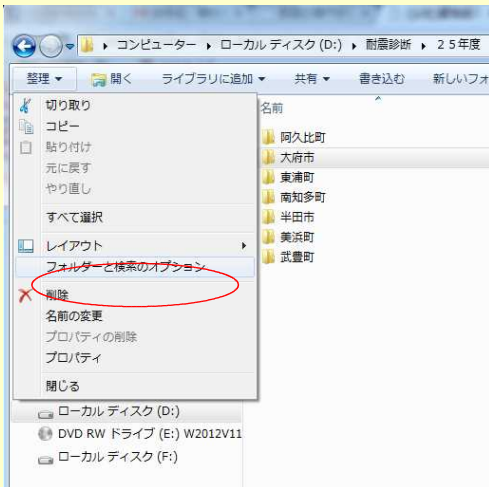 コンピューター ▸ ローカル ディスク (D:) ▸ 耐震診断 ▸ 25年度
整理 開く ライブラリに追加 共有 書き込む 新しいフォ
切り取り
コピー
貼り付け
元に戻す
やり直し
すべて選択
レイアウト
フォルダーと検索のオプション
削除
名前の変更
プロパティの削除
プロパティ
閉じる
ローカル ディスク (D:)
DVD RW ドライブ (E:) W2012V11
ローカル ディスク (F:)
名前
阿久比町
大府市
東浦町
南知多町
半田市
美浜町
武豊町